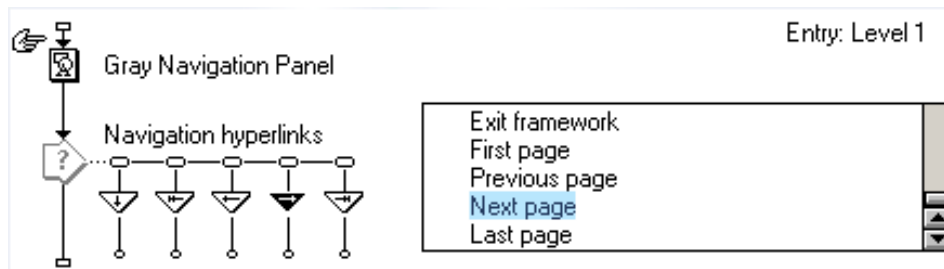 Entry: Level 1
Gray Navigation Panel
Navigation hyperlinks
?
Exit framework
First page
Previous page
Next page
Last page